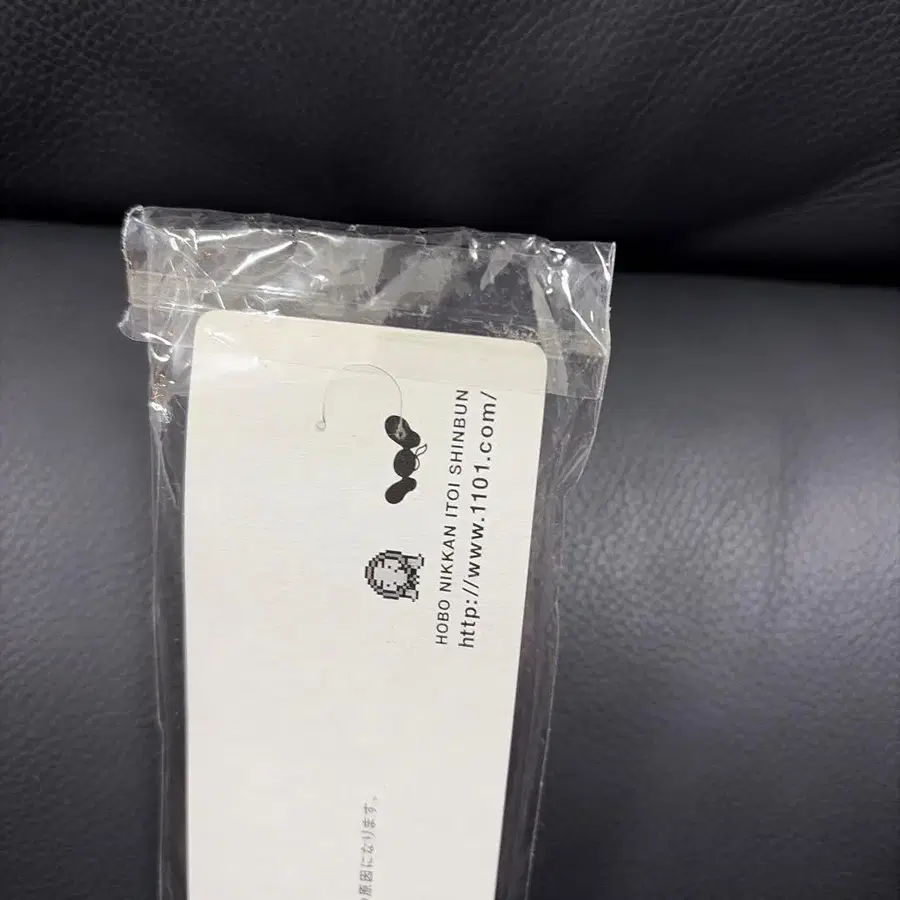 HOBO NIKKAN ITOI SHINBUN
http://www.1101.com/
原因になります。